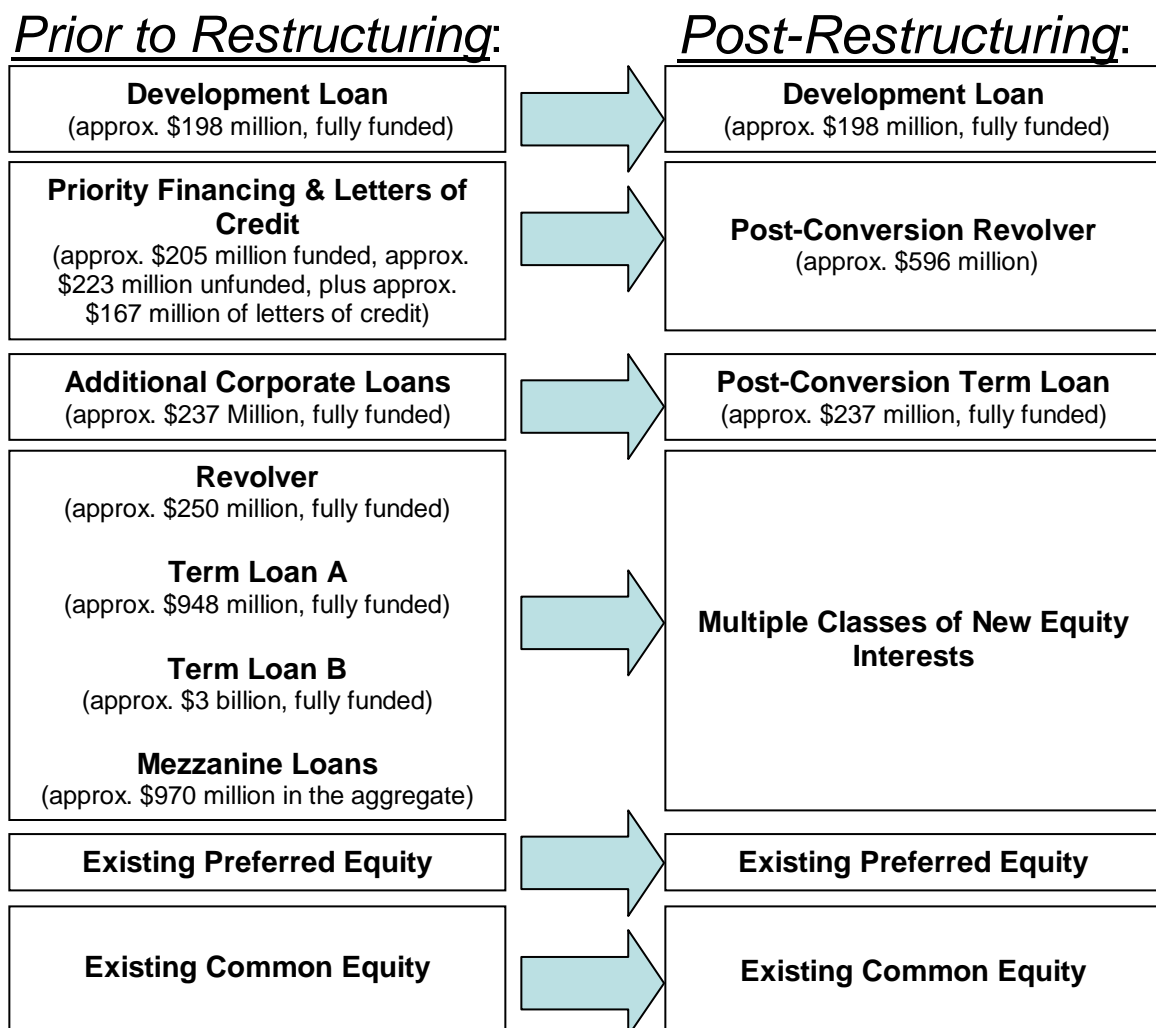 Prior to Restructuring:
Post-Restructuring:
Development Loan
(approx. $198 million, fully funded)
Development Loan
(approx. $198 million, fully funded)
Priority Financing & Letters of
Credit
(approx. $205 million funded, approx.
$223 million unfunded, plus approx.
$167 million of letters of credit)
Post-Conversion Revolver
(approx. $596 million)
Additional Corporate Loans
(approx. $237 Million, fully funded)
Post-Conversion Term Loan
(approx. $237 million, fully funded)
Revolver
(approx. $250 million, fully funded)
Term Loan A
(approx. $948 million, fully funded)
Term Loan B
(approx. $3 billion, fully funded)
Mezzanine Loans
(approx. $970 million in the aggregate)
Multiple Classes of New Equity
Interests
Existing Preferred Equity
Existing Preferred Equity
Existing Common Equity
Existing Common Equity